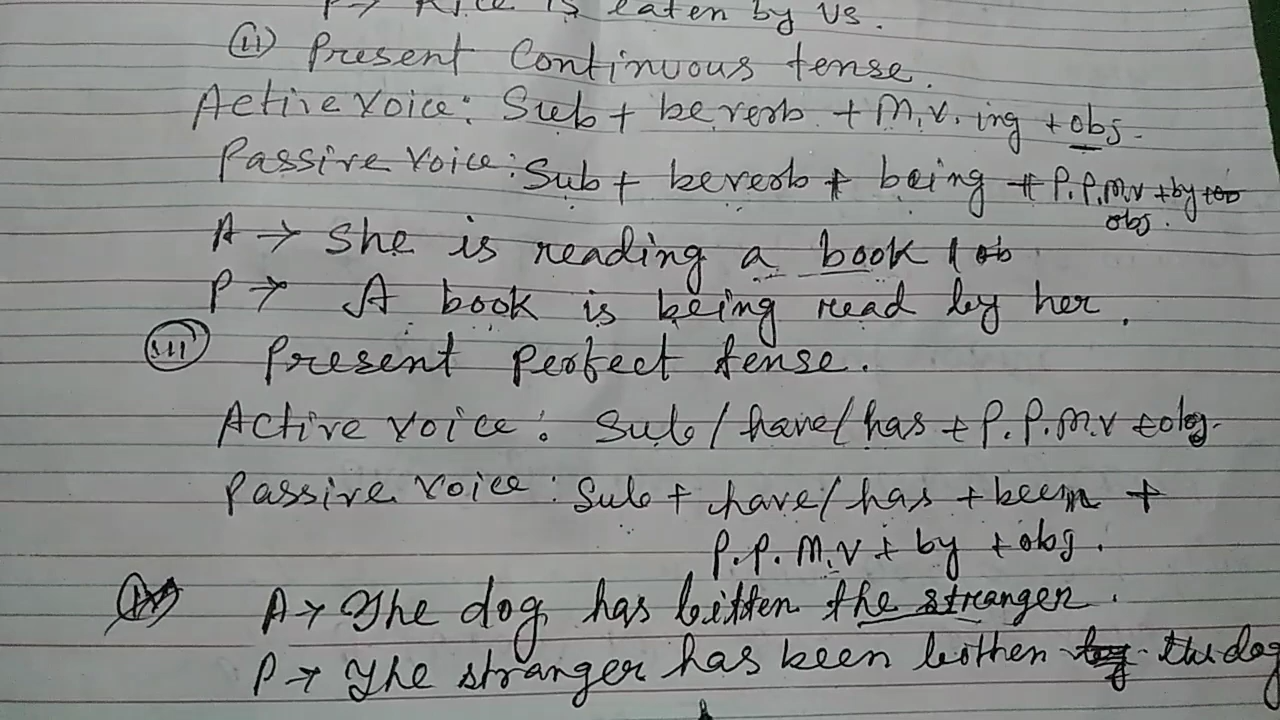 P→ Rice is eaten by us.
(ii) Present Continuous tense.
Active voice: Sub + be verb + M.V. ing + obj.
Passive voice: Sub + be verb + being + P.P.M.V + by +
obj.
A → She is reading a book | ob
P → A book is being read by her.
(iii) Present perfect tense.
Active voice: Sub / have / has + P.P.M.V + obj.
Passive voice: Sub + have / has + been +
P.P.M.V + by + obj.
A → The dog has bitten the stranger.
P → The stranger has been bitten by the dog